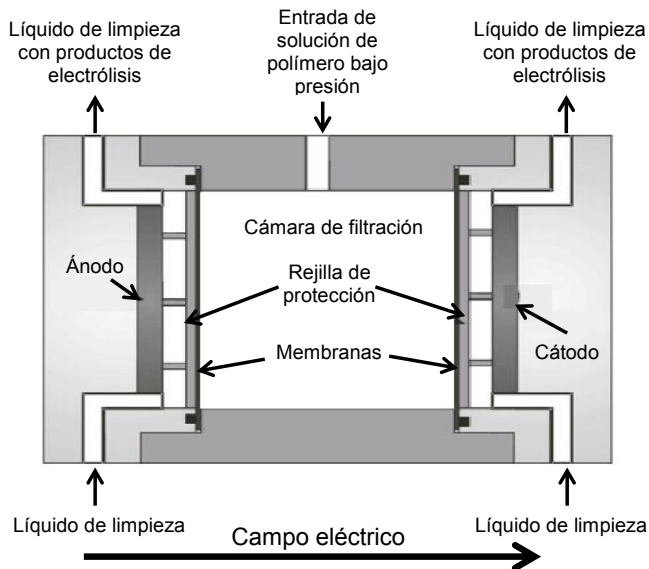 Líquido de limpieza
con productos de
electrólisis
Entrada de
solución de
polímero bajo
presión
Líquido de limpieza
con productos de
electrólisis
Cámara de filtración
Ánodo
Rejilla de
protección
Membranas
Cátodo
Líquido de limpieza
Líquido de limpieza
Campo eléctrico